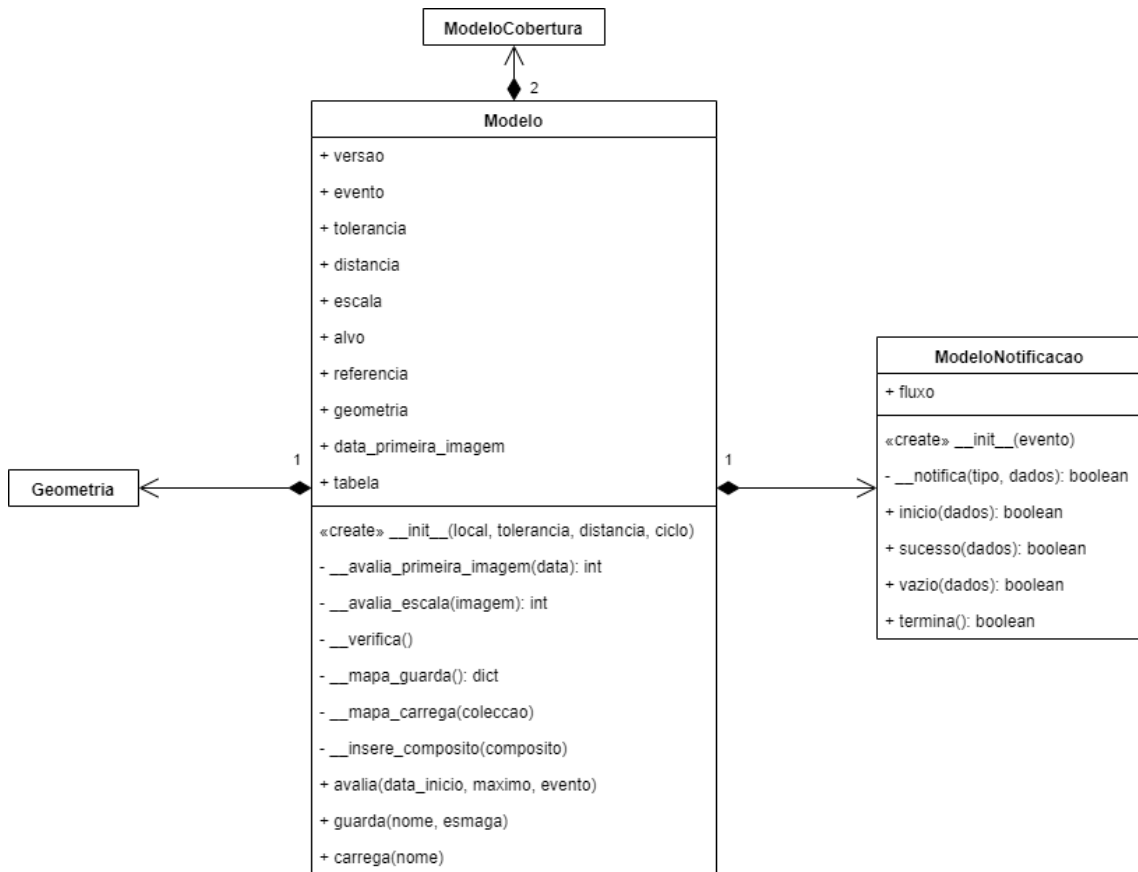 ModeloCobertura
2
Modelo
+ versao
+ evento
+ tolerancia
+ distancia
+ escala
+ alvo
+ referencia
+ geometria
+ data_primeira_imagem
+ tabela
«create» __init__(local, tolerancia, distancia, ciclo)
- __avalia_primeira_imagem(data): int
- __avalia_escala(imagem): int
- __verifica()
- __mapa_guarda(): dict
- __mapa_carrega(coleccao)
- __insere_composito(composito)
+ avalia(data_inicio, maximo, evento)
+ guarda(nome, esmaga)
+ carrega(nome)
1
Geometria
1
ModeloNotificacao
+ fluxo
«create» __init__(evento)
- __notifica(tipo, dados): boolean
+ inicio(dados): boolean
+ sucesso(dados): boolean
+ vazio(dados): boolean
+ termina(): boolean